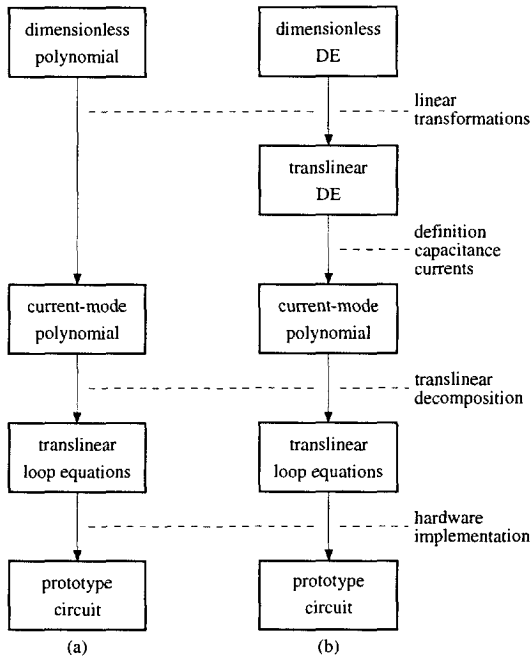 dimensionless
polynomial
dimensionless
DE
linear
transformations
translinear
DE
definition
capacitance
currents
current-mode
polynomial
current-mode
polynomial
translinear
decomposition
translinear
loop equations
translinear
loop equations
hardware
implementation
prototype
circuit
prototype
circuit
(a)
(b)